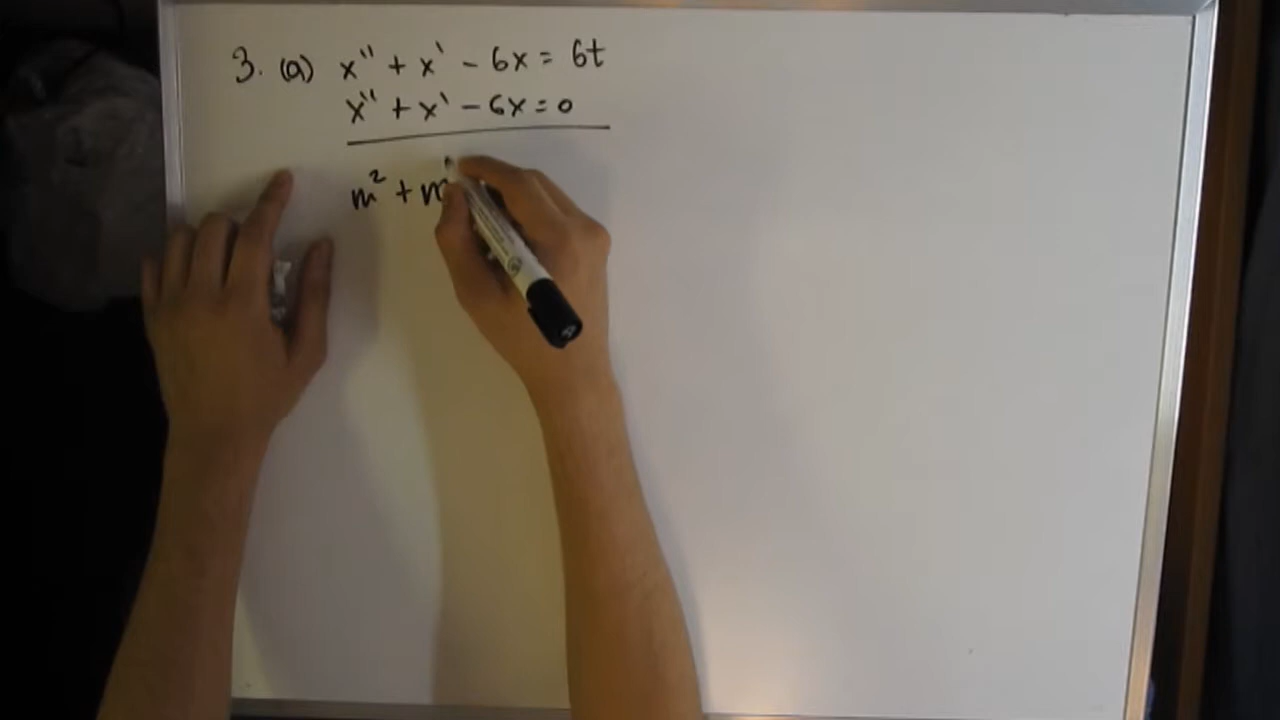 3. (a) x'' + x' - 6x = 6t
x'' + x' - 6x = 0
m² + m